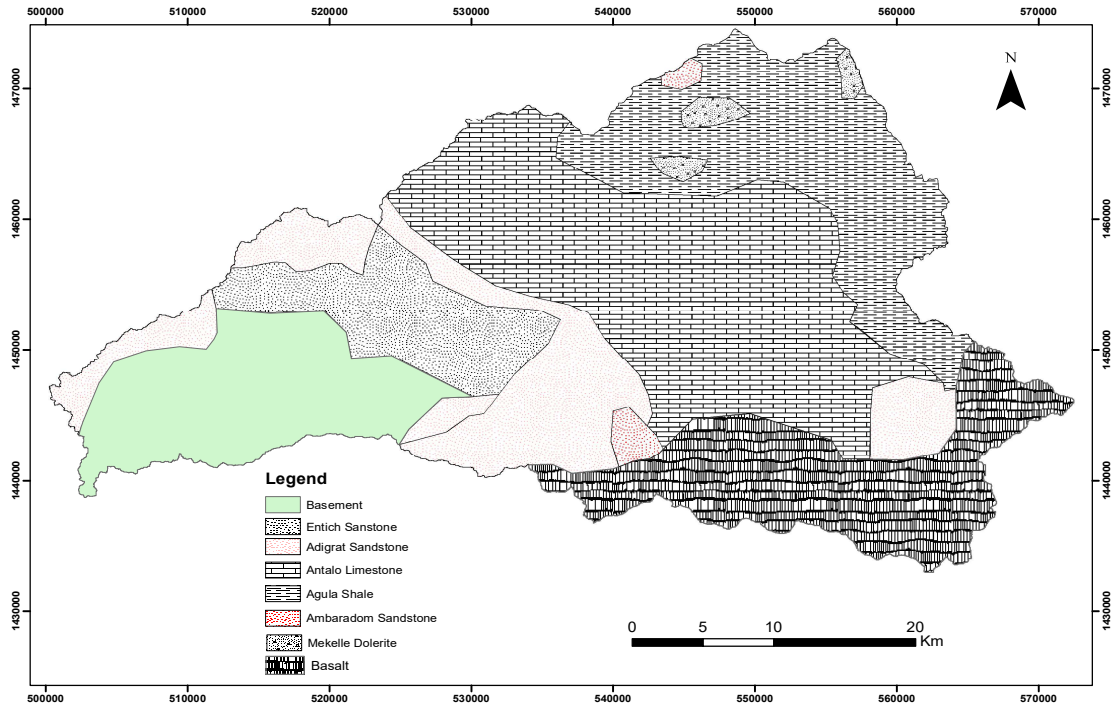 500000 510000 520000 530000 540000 550000 560000 570000
N
1470000 1470000
1460000 1460000
1450000 1450000
1440000 1440000
1430000 1430000
Legend
Basement
Entich Sanstone
Adigrat Sandstone
Antalo Limestone
Agula Shale
Ambaradom Sandstone
Mekelle Dolerite
Basalt
0 5 10 20
Km
500000 510000 520000 530000 540000 550000 560000 570000